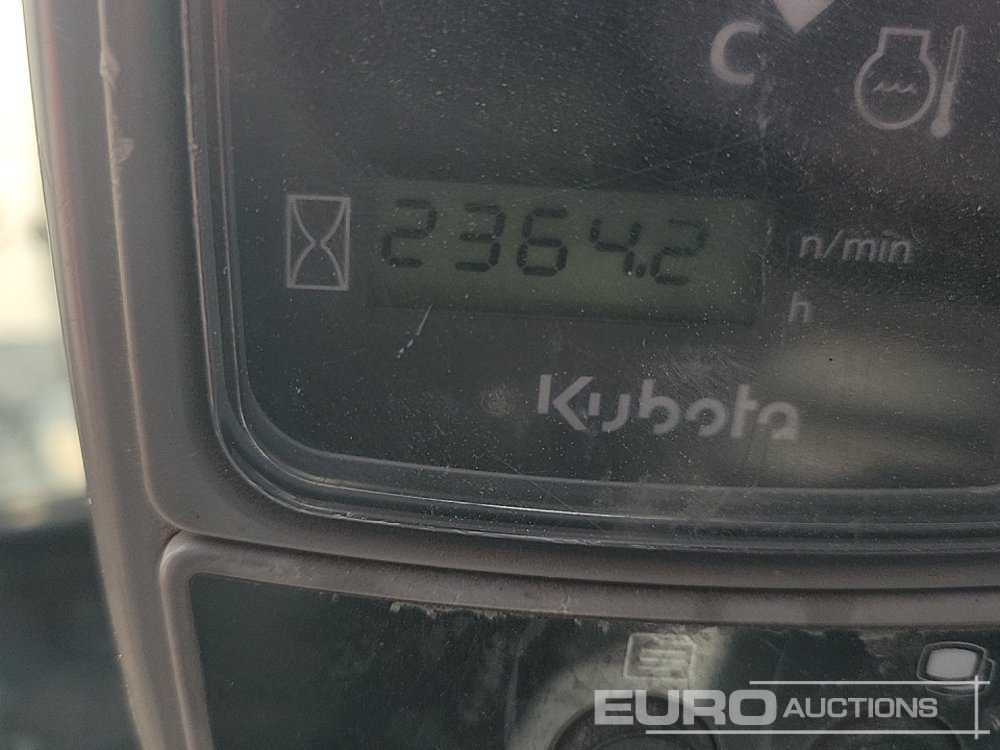 C
2364.2 n/min
h
Kubota
EURO AUCTIONS